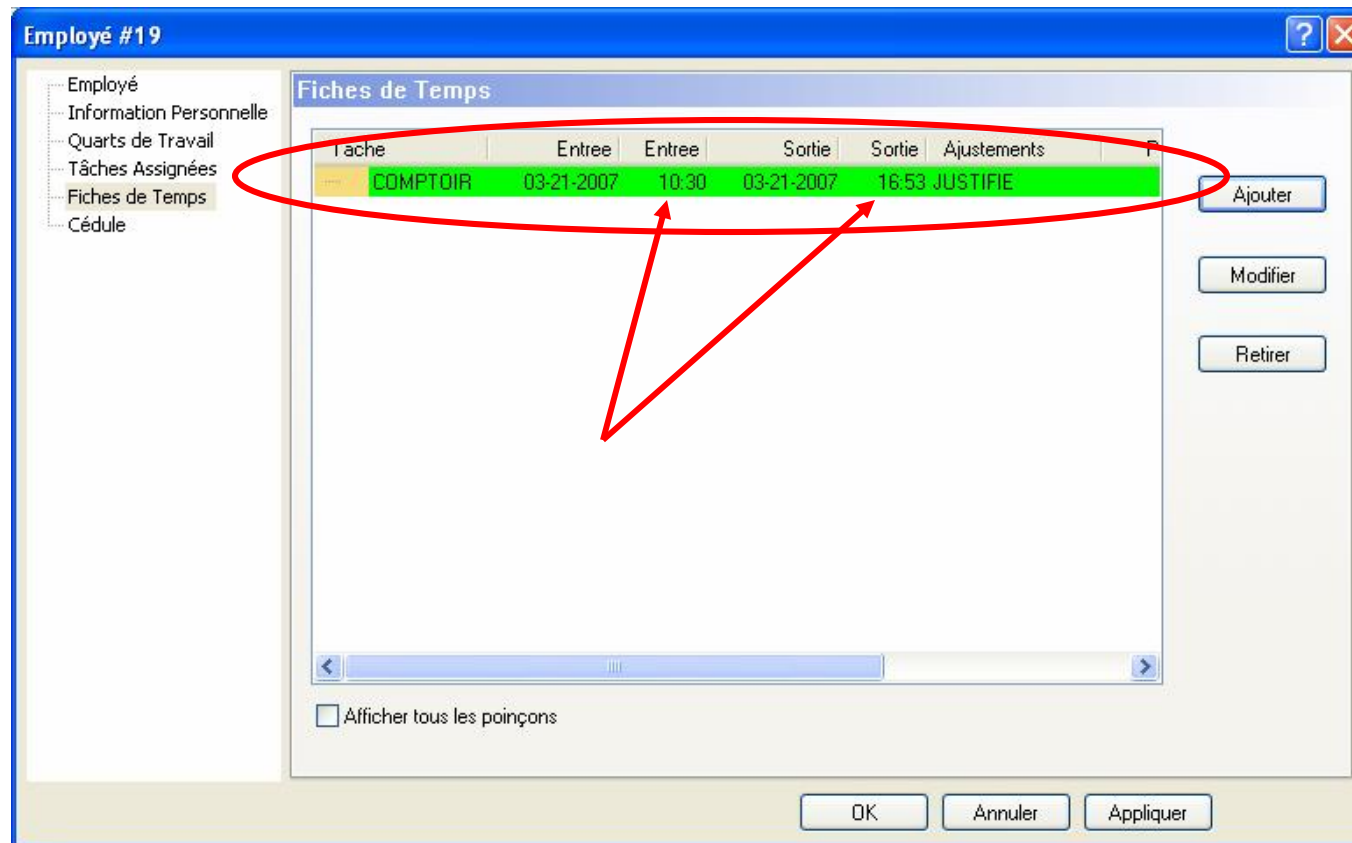 Employé #19
Employé
Information Personnelle
Quarts de Travail
Tâches Assignées
Fiches de Temps
Cédule
Fiches de Temps
Tache Entree Entree Sortie Sortie Ajustements P
COMPTOIR 03-21-2007 10:30 03-21-2007 16:53 JUSTIFIE
Ajouter
Modifier
Retirer
Afficher tous les poinçons
OK Annuler Appliquer